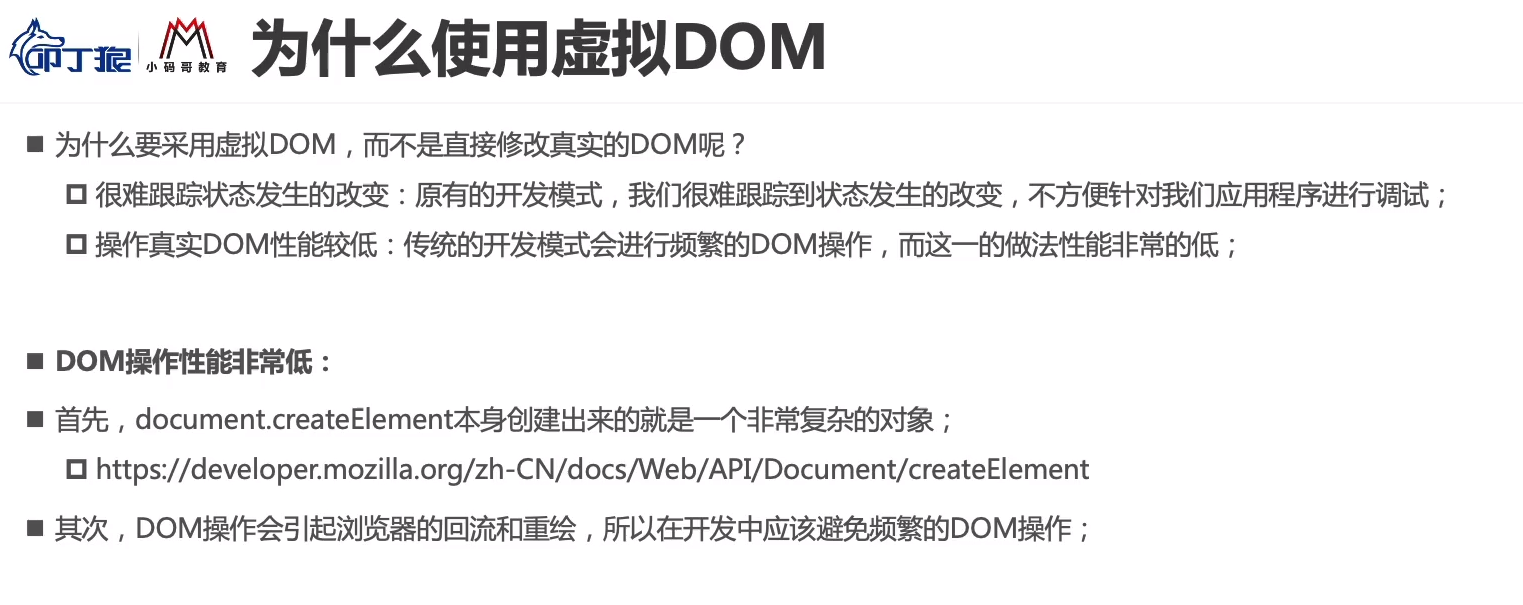 叩丁狼 小码哥教育 为什么使用虚拟DOM
为什么要采用虚拟DOM，而不是直接修改真实的DOM呢？
很难跟踪状态发生的改变：原有的开发模式，我们很难跟踪到状态发生的改变，不方便针对我们应用程序进行调试；
操作真实DOM性能较低：传统的开发模式会进行频繁的DOM操作，而这一的做法性能非常的低；
DOM操作性能非常低：
首先，document.createElement本身创建出来的就是一个非常复杂的对象；
https://developer.mozilla.org/zh-CN/docs/Web/API/Document/createElement
其次，DOM操作会引起浏览器的回流和重绘，所以在开发中应该避免频繁的DOM操作；